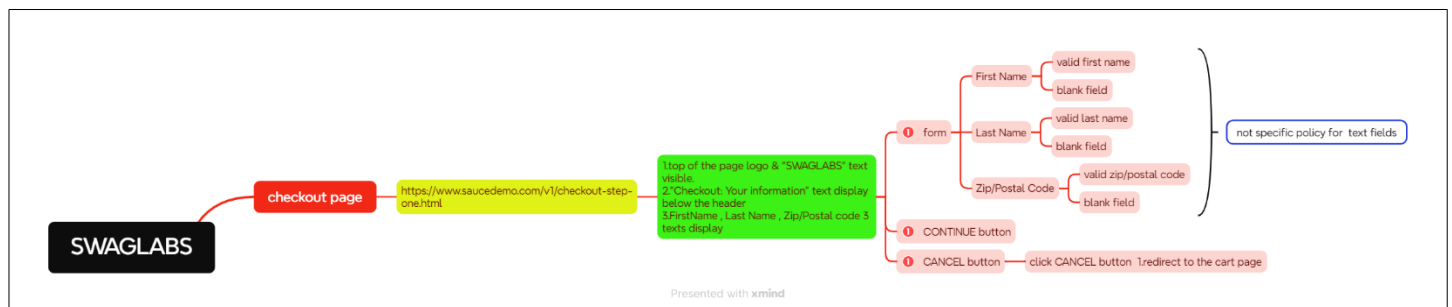 SWAGLABS
checkout page
https://www.saucedemo.com/v1/checkout-step-
one.html
1.top of the page logo & "SWAGLABS" text
visible.
2."Checkout: Your information" text display
below the header
3.FirstName , Last Name , Zip/Postal code 3
texts display
form
First Name
valid first name
blank field
Last Name
valid last name
blank field
Zip/Postal Code
valid zip/postal code
blank field
not specific policy for text fields
CONTINUE button
CANCEL button
click CANCEL button 1.redirect to the cart page
Presented with xmind